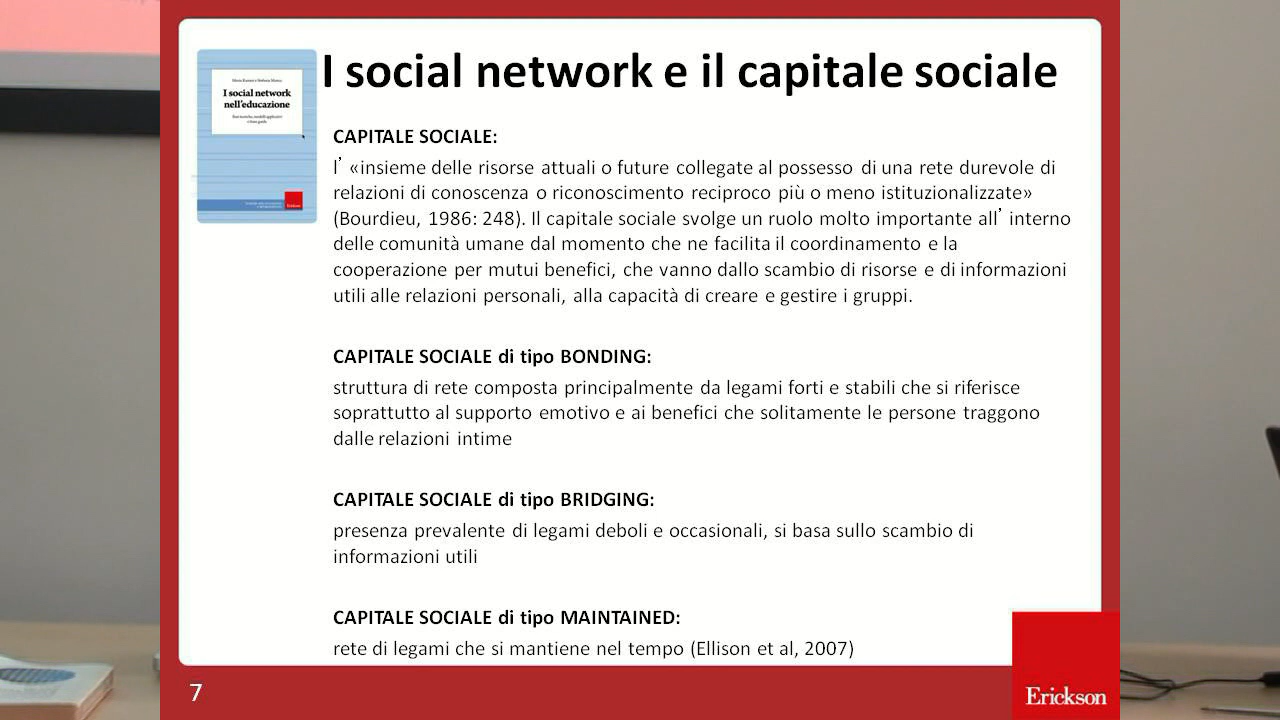 I social network e il capitale sociale
I social network
nell'educazione
CAPITALE SOCIALE:
l' «insieme delle risorse attuali o future collegate al possesso di una rete durevole di
relazioni di conoscenza o riconoscimento reciproco più o meno istituzionalizzate»
(Bourdieu, 1986: 248). Il capitale sociale svolge un ruolo molto importante all' interno
delle comunità umane dal momento che ne facilita il coordinamento e la
cooperazione per mutui benefici, che vanno dallo scambio di risorse e di informazioni
utili alle relazioni personali, alla capacità di creare e gestire i gruppi.
CAPITALE SOCIALE di tipo BONDING:
struttura di rete composta principalmente da legami forti e stabili che si riferisce
soprattutto al supporto emotivo e ai benefici che solitamente le persone traggono
dalle relazioni intime
CAPITALE SOCIALE di tipo BRIDGING:
presenza prevalente di legami deboli e occasionali, si basa sullo scambio di
informazioni utili
CAPITALE SOCIALE di tipo MAINTAINED:
rete di legami che si mantiene nel tempo (Ellison et al, 2007)
7
Erickson